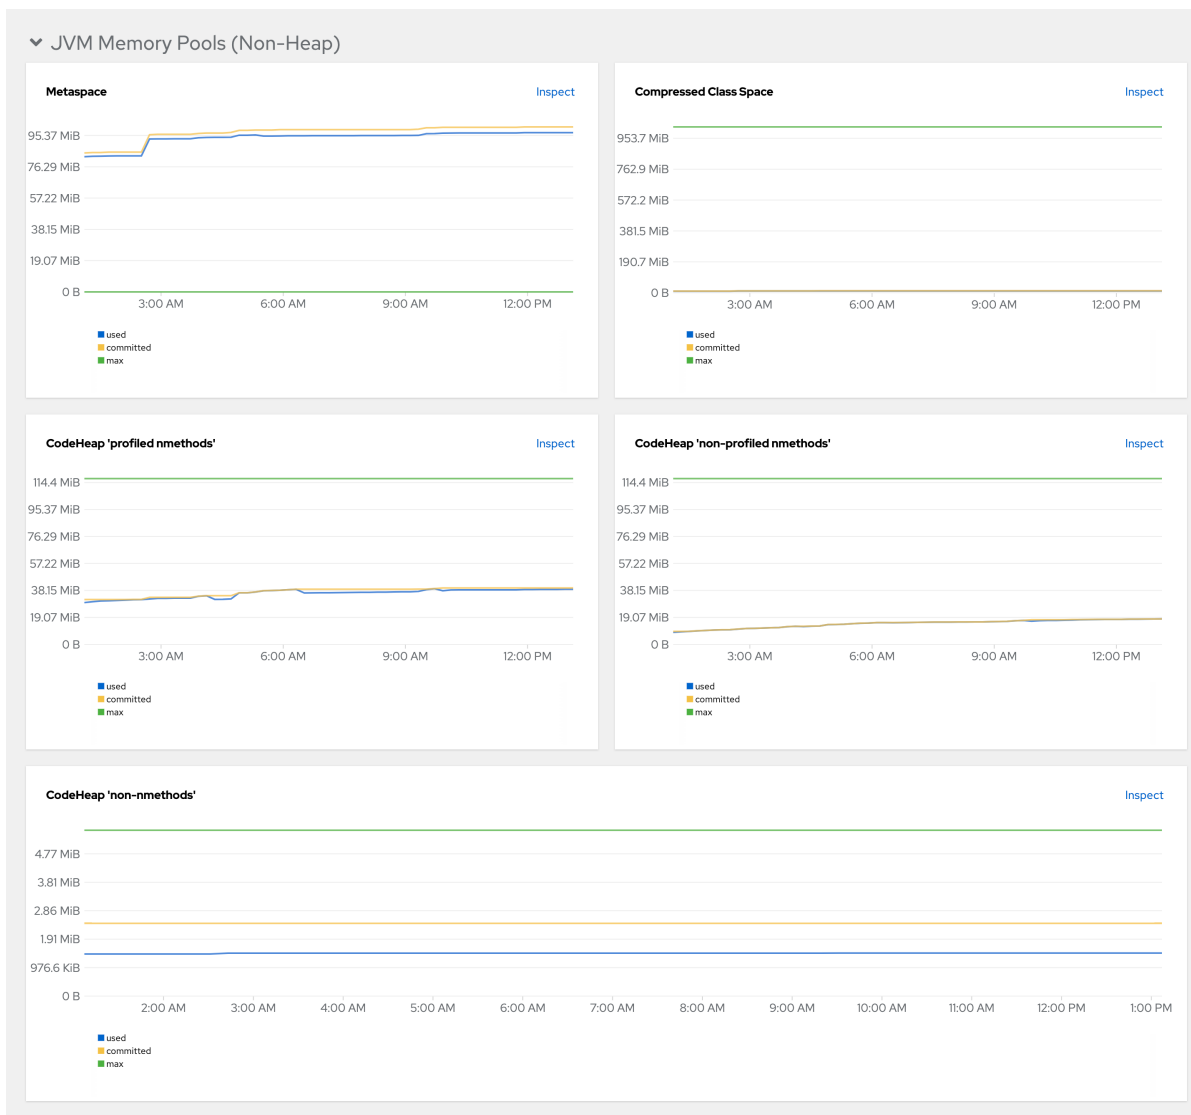 JVM Memory Pools (Non-Heap)
Metaspace
Inspect
95.37 MiB
76.29 MiB
57.22 MiB
38.15 MiB
19.07 MiB
0 B
3:00 AM 6:00 AM 9:00 AM 12:00 PM
used
committed
max
Compressed Class Space
Inspect
953.7 MiB
762.9 MiB
572.2 MiB
381.5 MiB
190.7 MiB
0 B
3:00 AM 6:00 AM 9:00 AM 12:00 PM
used
committed
max
CodeHeap 'profiled nmethods'
Inspect
114.4 MiB
95.37 MiB
76.29 MiB
57.22 MiB
38.15 MiB
19.07 MiB
0 B
3:00 AM 6:00 AM 9:00 AM 12:00 PM
used
committed
max
CodeHeap 'non-profiled nmethods'
Inspect
114.4 MiB
95.37 MiB
76.29 MiB
57.22 MiB
38.15 MiB
19.07 MiB
0 B
3:00 AM 6:00 AM 9:00 AM 12:00 PM
used
committed
max
CodeHeap 'non-nmethods'
Inspect
4.77 MiB
3.81 MiB
2.86 MiB
1.91 MiB
976.6 KiB
0 B
2:00 AM 3:00 AM 4:00 AM 5:00 AM 6:00 AM 7:00 AM 8:00 AM 9:00 AM 10:00 AM 11:00 AM 12:00 PM 1:00 PM
used
committed
max